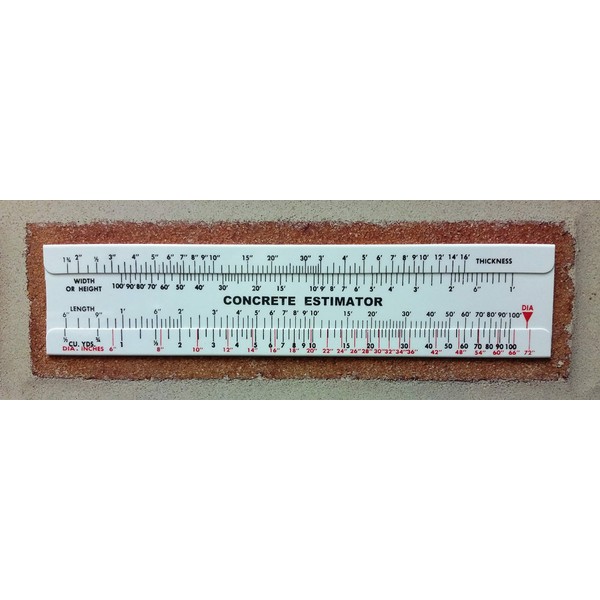 1½ 2" ½ 3" 4" 5" 6" 7" 8" 9" 10" 15" 20" 30" 3' 4' 5' 6' 7' 8' 9' 10' 12' 14' 16' THICKNESS
WIDTH OR HEIGHT 100' 90' 80' 70' 60' 50' 40' 30' 20' 15' 10' 9' 8' 7' 6' 5' 4' 3' 2' 6" 1'
CONCRETE ESTIMATOR
LENGTH DIA
6" 9" 1' ½ 2' 3' 4' 5' 6' 7' 8' 9' 10' 15' 20' 30' 40' 50' 60' 70' 80' 90' 100'
½ CU. YDS. ¾ 1 ½ 2 3 4 5 6 7 8 9 10 15 20 30 40 50 60 70 80 90 100
DIA. INCHES 6" 8" 10" 12" 14" 16" 18" 20" 22" 24" 26" 28" 30" 32" 34" 36" 42" 48" 54" 60" 66" 72"